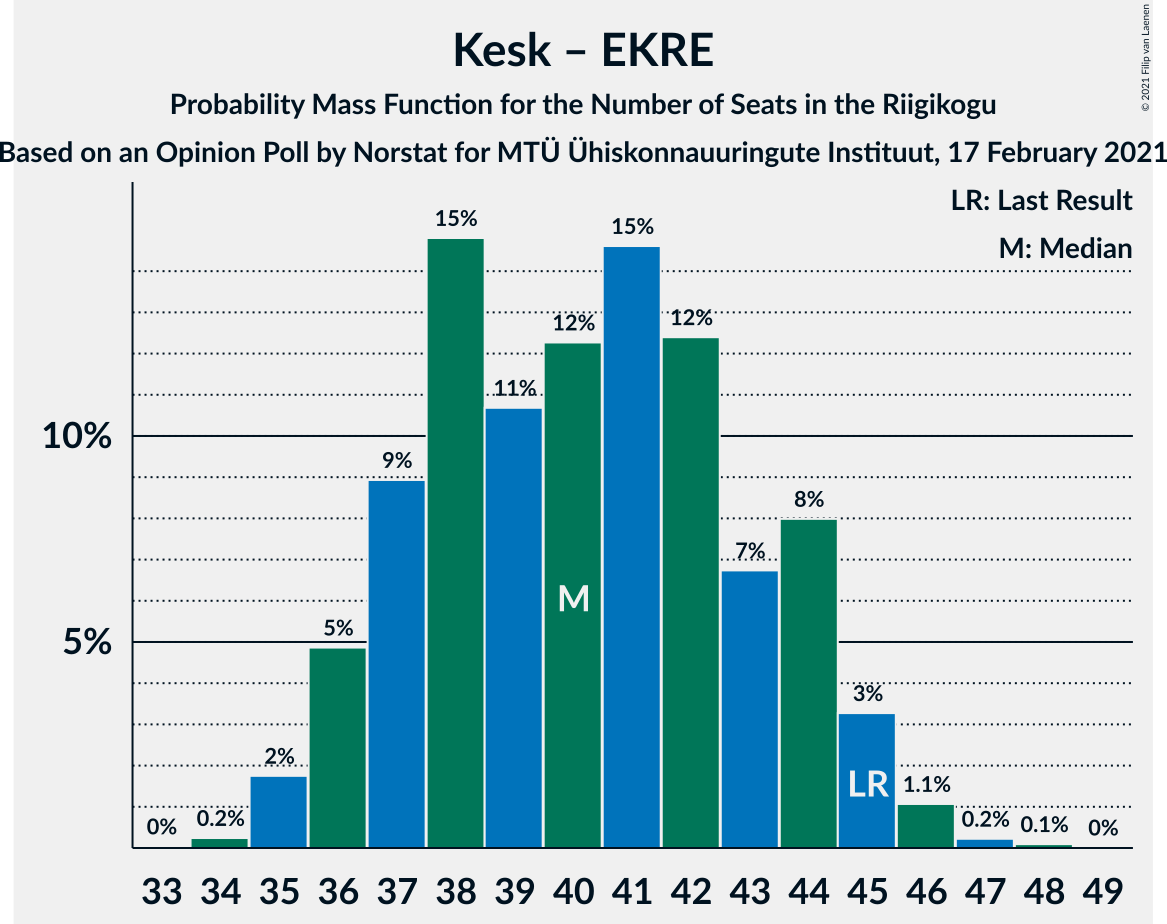 Kesk – EKRE
Probability Mass Function for the Number of Seats in the Riigikogu
Based on an Opinion Poll by Norstat for MTÜ Ühiskonnauuringute Instituut, 17 February 2021
© 2021 Filip van Laenen
LR: Last Result
M: Median
15%
15%
12%
12%
11%
10%
9%
8%
7%
M
5%
5%
3%
2%
LR
1.1%
0%
0.2%
0.2%
0.1%
0%
33 34 35 36 37 38 39 40 41 42 43 44 45 46 47 48 49